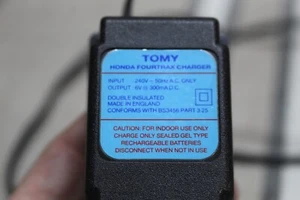 TOMY
HONDA FOURTRAX CHARGER
INPUT 240V ~ 50Hz A.C. ONLY
OUTPUT 6V ⎓ 300mA D.C.
DOUBLE INSULATED
MADE IN ENGLAND
CONFORMS WITH BS3456 PART 2.25
CAUTION: FOR INDOOR USE ONLY
CHARGE ONLY SEALED GEL TYPE
RECHARGEABLE BATTERIES
DISCONNECT WHEN NOT IN USE